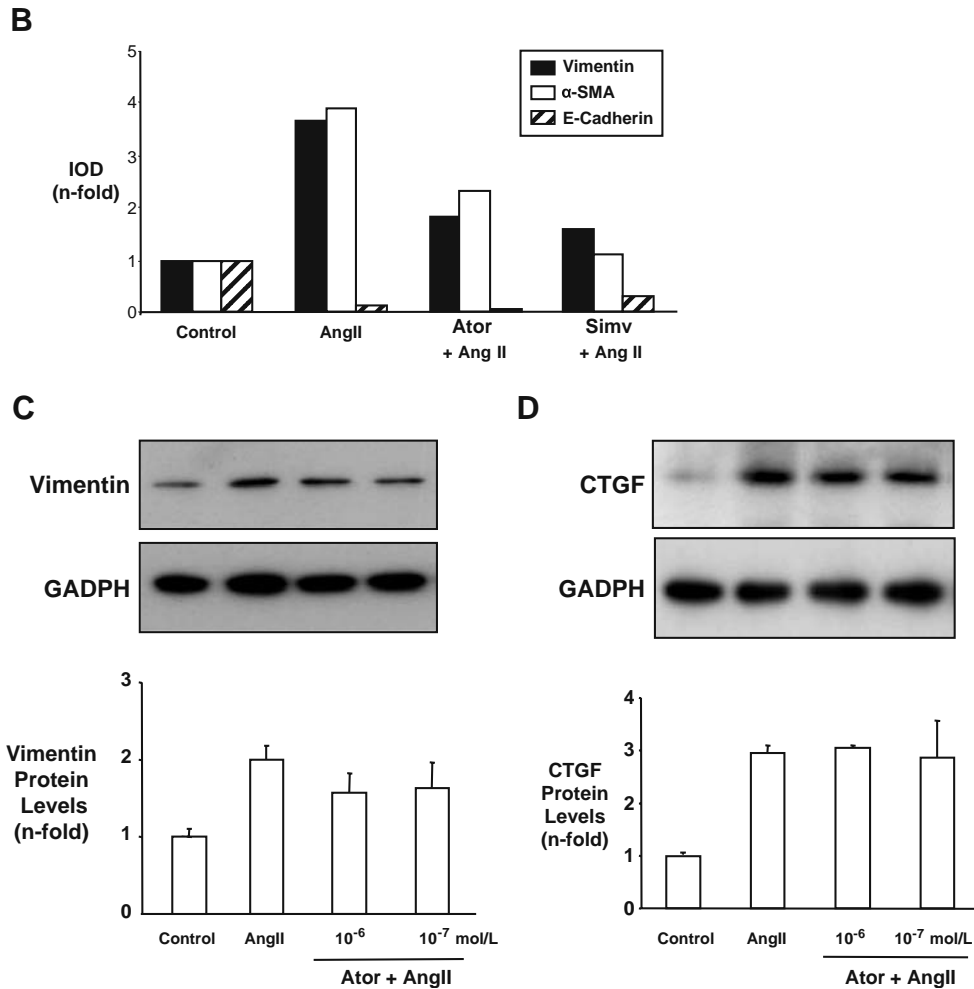 B
5
4
3
2
1
0
IOD
(n-fold)
Vimentin
α-SMA
E-Cadherin
Control
AngII
Ator
+ Ang II
Simv
+ Ang II
C
Vimentin
GADPH
3
2
1
0
Vimentin
Protein
Levels
(n-fold)
Control
AngII
10⁻⁶
10⁻⁷ mol/L
Ator + AngII
D
CTGF
GADPH
4
3
2
1
0
CTGF
Protein
Levels
(n-fold)
Control
AngII
10⁻⁶
10⁻⁷ mol/L
Ator + AngII